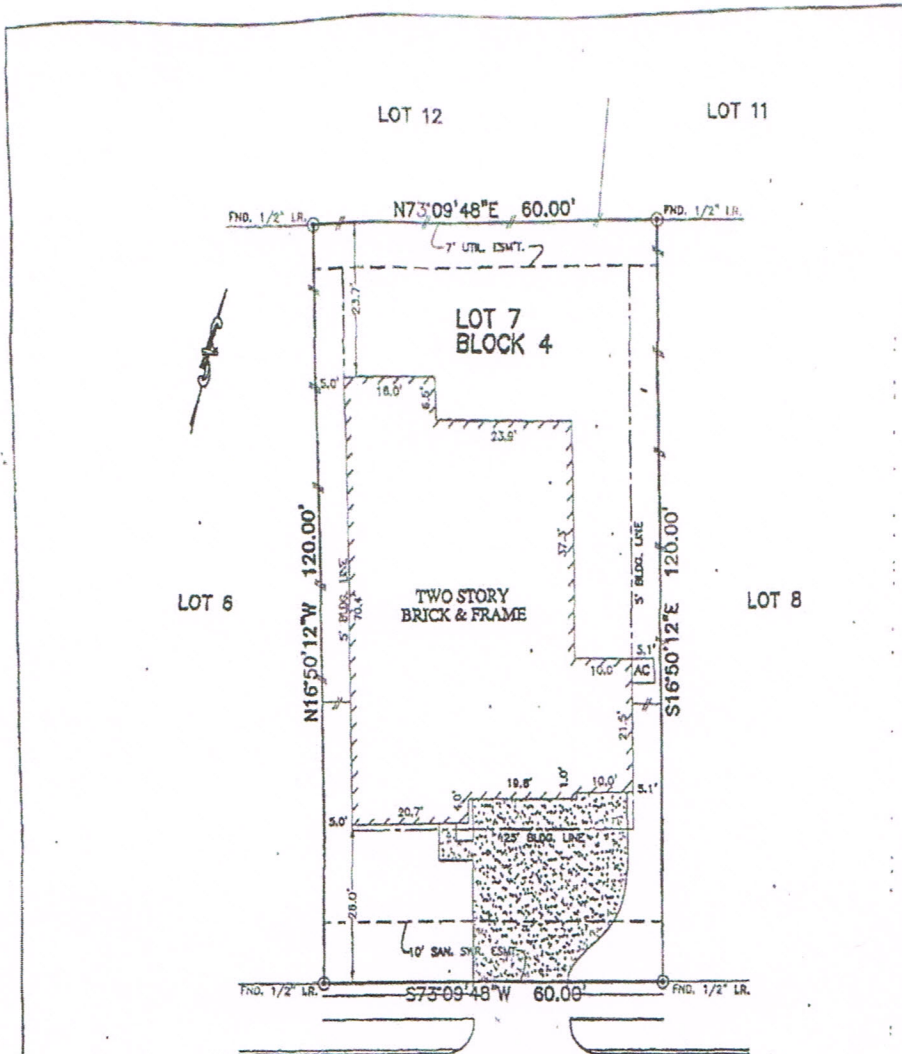 LOT 12
LOT 11
FND. 1/2" I.R.
N73°09'48"E 60.00'
FND. 1/2" I.R.
7' UTIL. ESM'T.
23.7'
LOT 7
BLOCK 4
5.0'
16.0'
6.5'
23.9'
37.3'
N16°50'12"W 120.00'
5' BLDG. LINE
70.4'
5' BLDG. LINE
S16°50'12"E 120.00'
LOT 6
TWO STORY
BRICK & FRAME
LOT 8
5.1'
10.0'
AC
21.5'
19.8'
1.0'
10.0'
5.1'
20.7'
4.0'
5.0'
25' BLDG. LINE
10' SAN. SWR. ESMT.
FND. 1/2" I.R.
S73°09'48"W 60.00'
FND. 1/2" I.R.